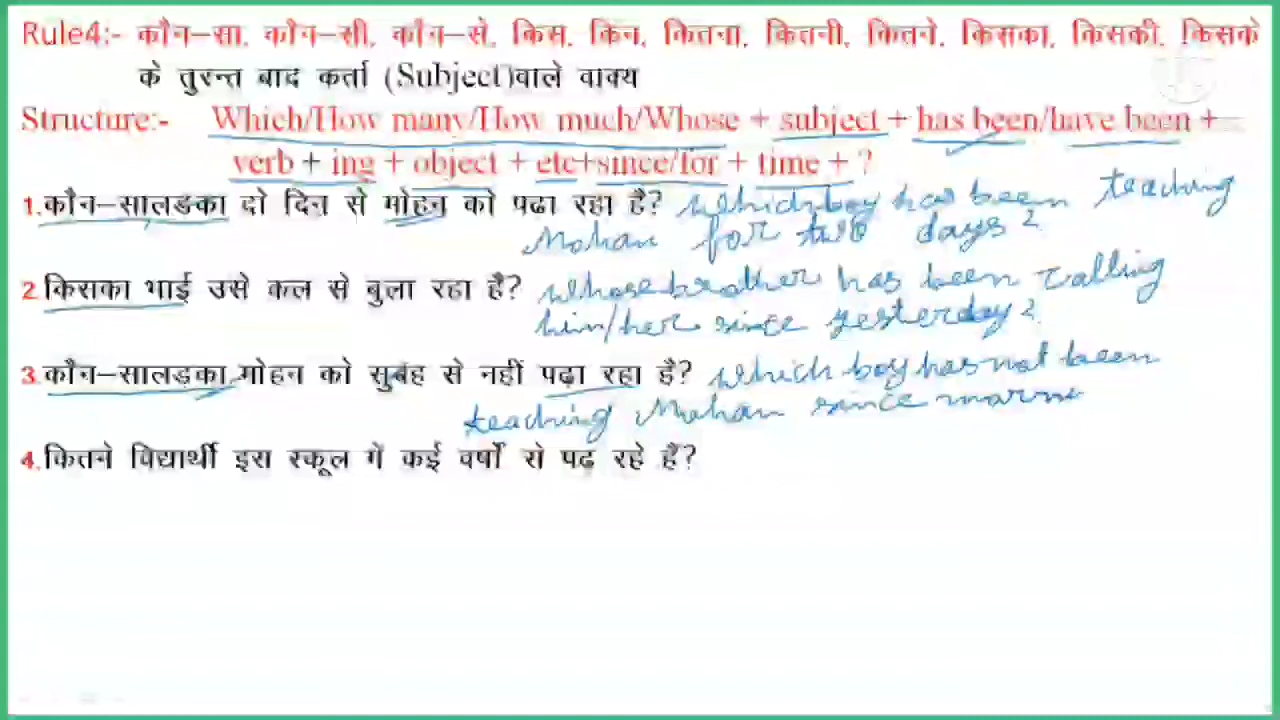 Rule4:- कौन-सा, कौन-सी, कौन-से, किस, किन, कितना, कितनी, कितने, किसका, किसकी, किसके
के तुरन्त बाद कर्ता (Subject)वाले वाक्य
Structure:- Which/How many/How much/Whose + subject + has been/have been +
verb + ing + object + etc+since/for + time + ?
1.कौन-सालडका दो दिन से मोहन को पढा रहा है? which boy has been teaching
Mohan for two days?
2.किसका भाई उसे कल से बुला रहा है? whose brother has been calling
him/her since yesterday?
3.कौन-सालड़का मोहन को सुबह से नहीं पढ़ा रहा है? which boy has not been
teaching Mohan since morn
4.कितने विद्यार्थी इस स्कूल में कई वर्षों से पढ रहे हैं?